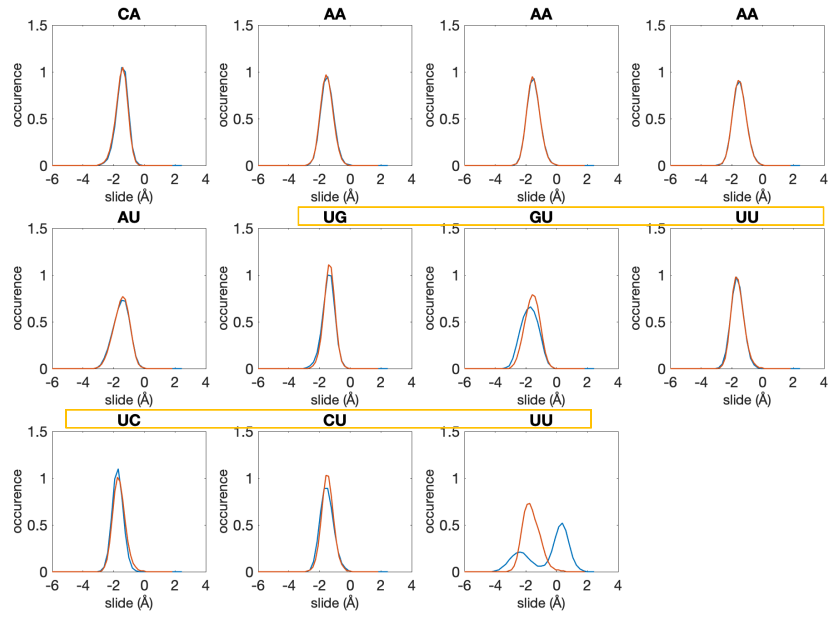 CA AA AA AA
1.5 1.5 1.5 1.5
occurence occurence occurence occurence
1 1 1 1
0.5 0.5 0.5 0.5
0 0 0 0
-6 -4 -2 0 2 4 -6 -4 -2 0 2 4 -6 -4 -2 0 2 4 -6 -4 -2 0 2 4
slide (Å) slide (Å) slide (Å) slide (Å)
AU UG GU UU
1.5 1.5 1.5 1.5
occurence occurence occurence occurence
1 1 1 1
0.5 0.5 0.5 0.5
0 0 0 0
-6 -4 -2 0 2 4 -6 -4 -2 0 2 4 -6 -4 -2 0 2 4 -6 -4 -2 0 2 4
slide (Å) slide (Å) slide (Å) slide (Å)
UC CU UU
1.5 1.5 1.5
occurence occurence occurence
1 1 1
0.5 0.5 0.5
0 0 0
-6 -4 -2 0 2 4 -6 -4 -2 0 2 4 -6 -4 -2 0 2 4
slide (Å) slide (Å) slide (Å)